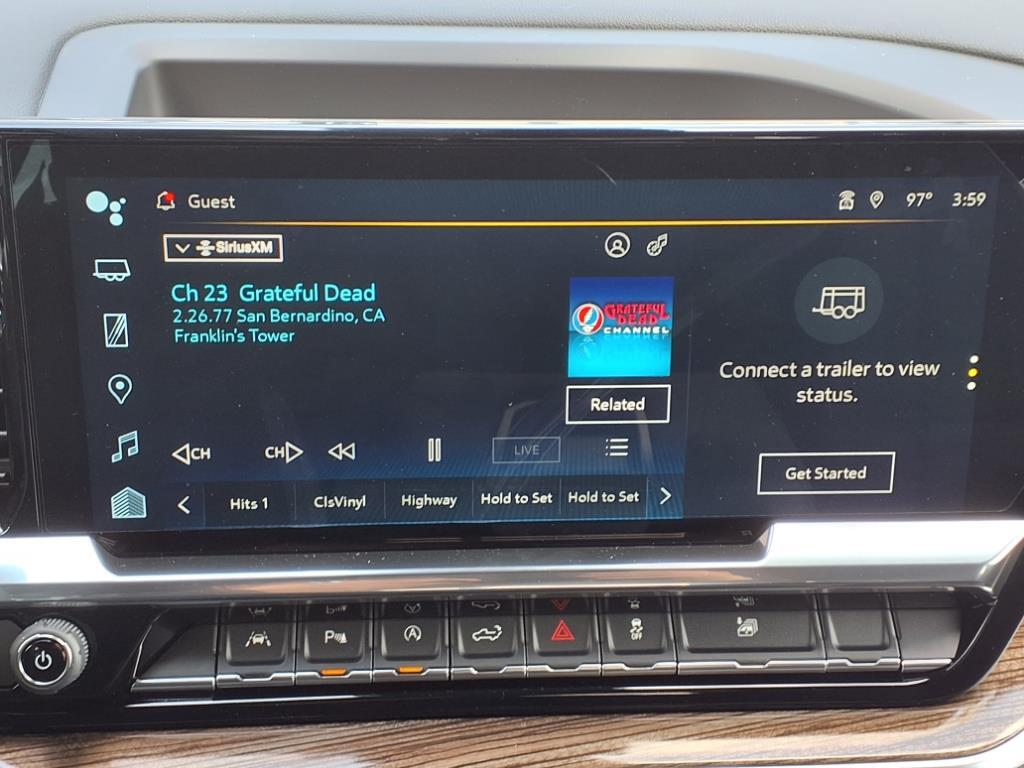 Guest
97° 3:59
SiriusXM
Ch 23 Grateful Dead
2.26.77 San Bernardino, CA
Franklin's Tower
GRATEFUL
DEAD
CHANNEL
Related
Connect a trailer to view
status.
Get Started
CH
CH
LIVE
Hits 1
ClsVinyl
Highway
Hold to Set
Hold to Set
P
A
OFF